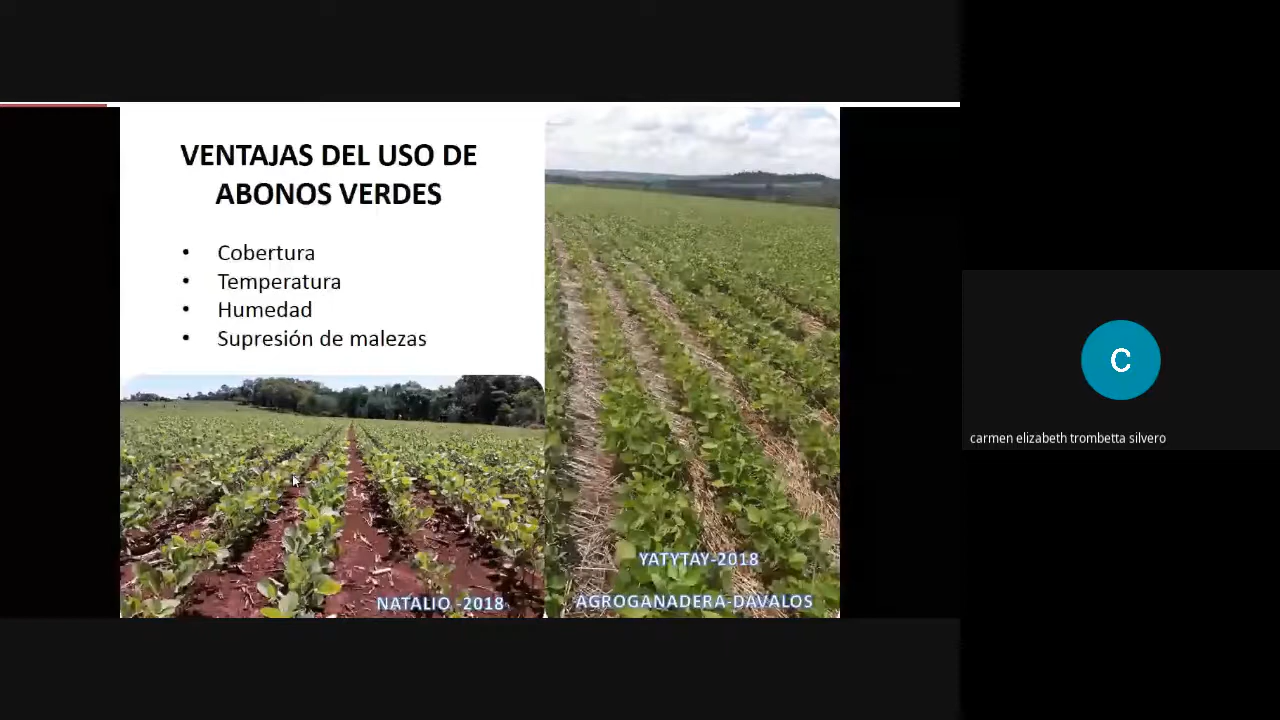 VENTAJAS DEL USO DE
ABONOS VERDES
• Cobertura
• Temperatura
• Humedad
• Supresión de malezas
NATALIO -2018
YATYTAY-2018
AGROGANADERA-DAVALOS
C
carmen elizabeth trombetta silvero